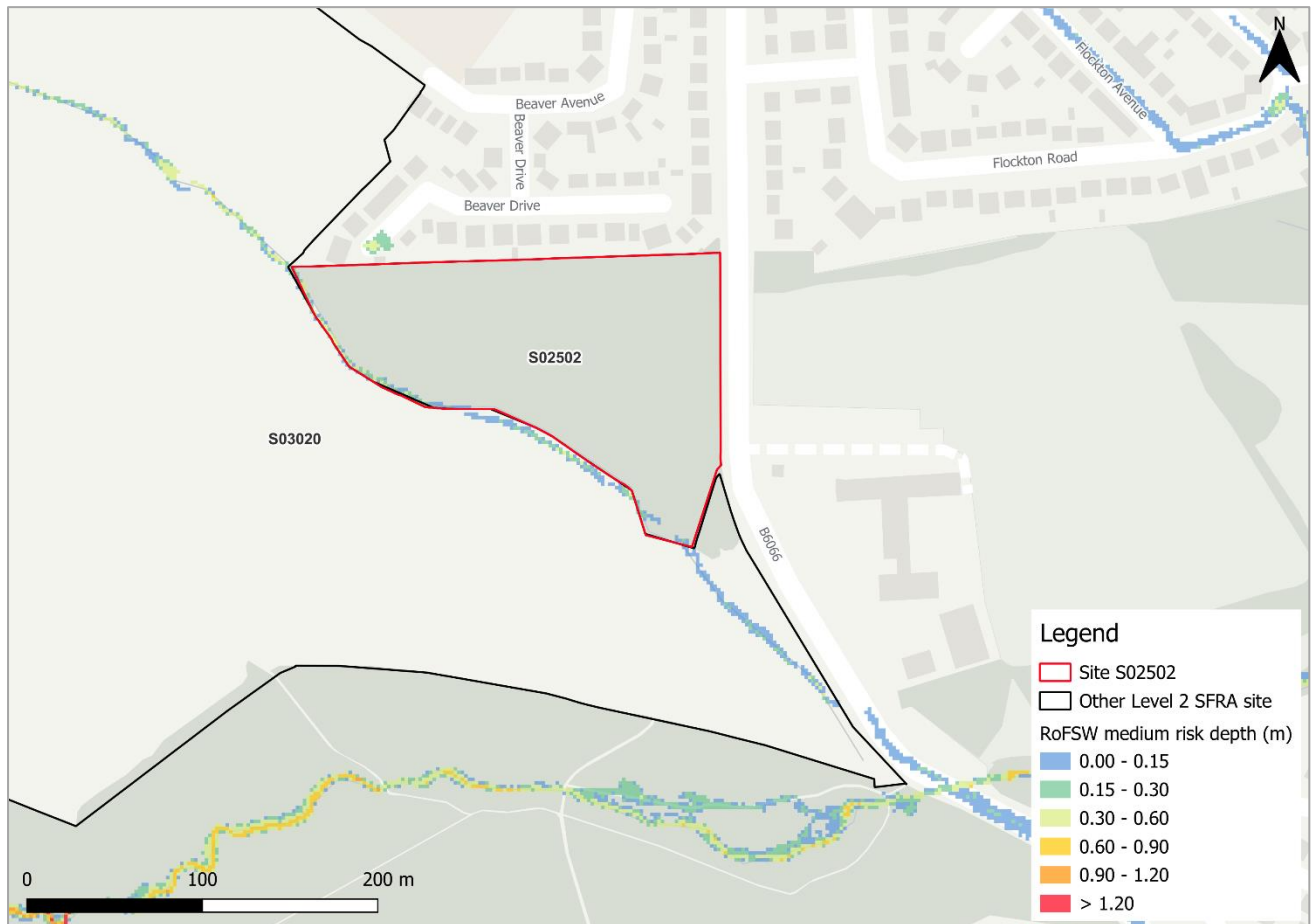 N
Flockton Avenue
Beaver Avenue
Beaver Drive
Flockton Road
Beaver Drive
S02502
S03020
B6066
Legend
Site S02502
Other Level 2 SFRA site
RoFSW medium risk depth (m)
0.00 - 0.15
0.15 - 0.30
0.30 - 0.60
0.60 - 0.90
0.90 - 1.20
> 1.20
0 100 200 m